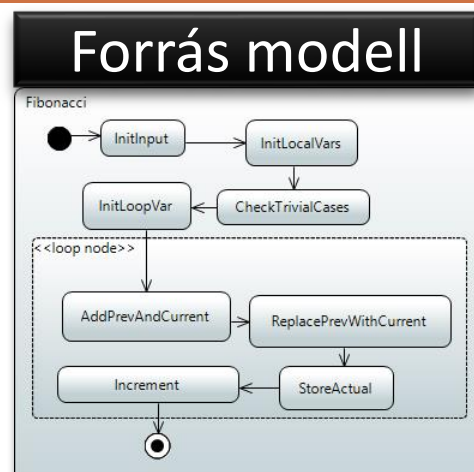 Forrás modell
Fibonacci
InitInput
InitLocalVars
InitLoopVar
CheckTrivialCases
<<loop node>>
AddPrevAndCurrent
ReplacePrevWithCurrent
Increment
StoreActual